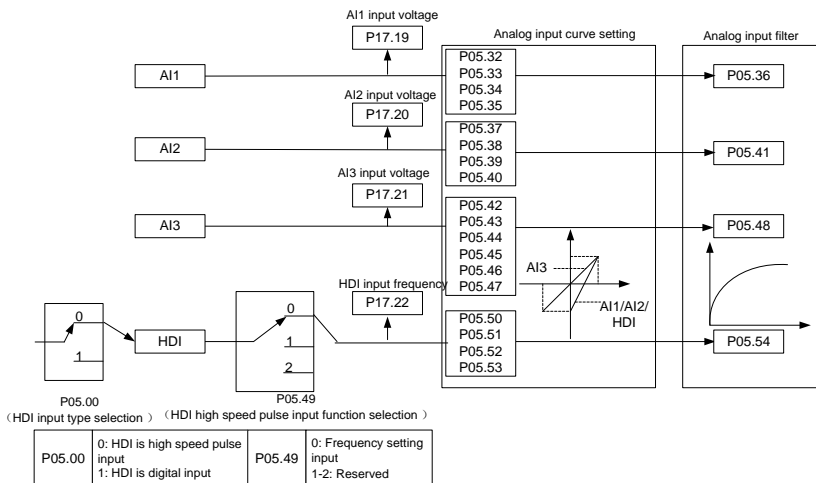 AI1 input voltage
Analog input curve setting
Analog input filter
P17.19
AI1
P05.32
P05.33
P05.34
P05.35
P05.36
AI2 input voltage
P17.20
AI2
P05.37
P05.38
P05.39
P05.40
P05.41
AI3 input voltage
P17.21
AI3
P05.42
P05.43
P05.44
P05.45
P05.46
P05.47
P05.48
AI3
AI1/AI2/
HDI
HDI input frequency
P17.22
0
1
HDI
0
1
2
P05.50
P05.51
P05.52
P05.53
P05.54
P05.00
（HDI input type selection）
P05.49
（HDI high speed pulse input function selection）
P05.00
0: HDI is high speed pulse
input
1: HDI is digital input
P05.49
0: Frequency setting
input
1-2: Reserved